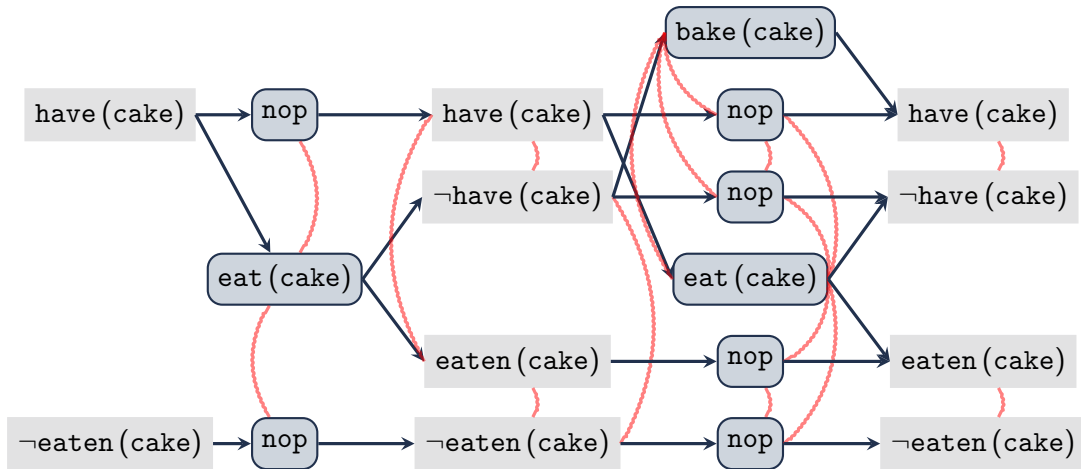 bake(cake)
have(cake) nop have(cake) nop have(cake)
¬have(cake) nop ¬have(cake)
eat(cake) eat(cake)
eaten(cake) nop eaten(cake)
¬eaten(cake) nop ¬eaten(cake) nop ¬eaten(cake)